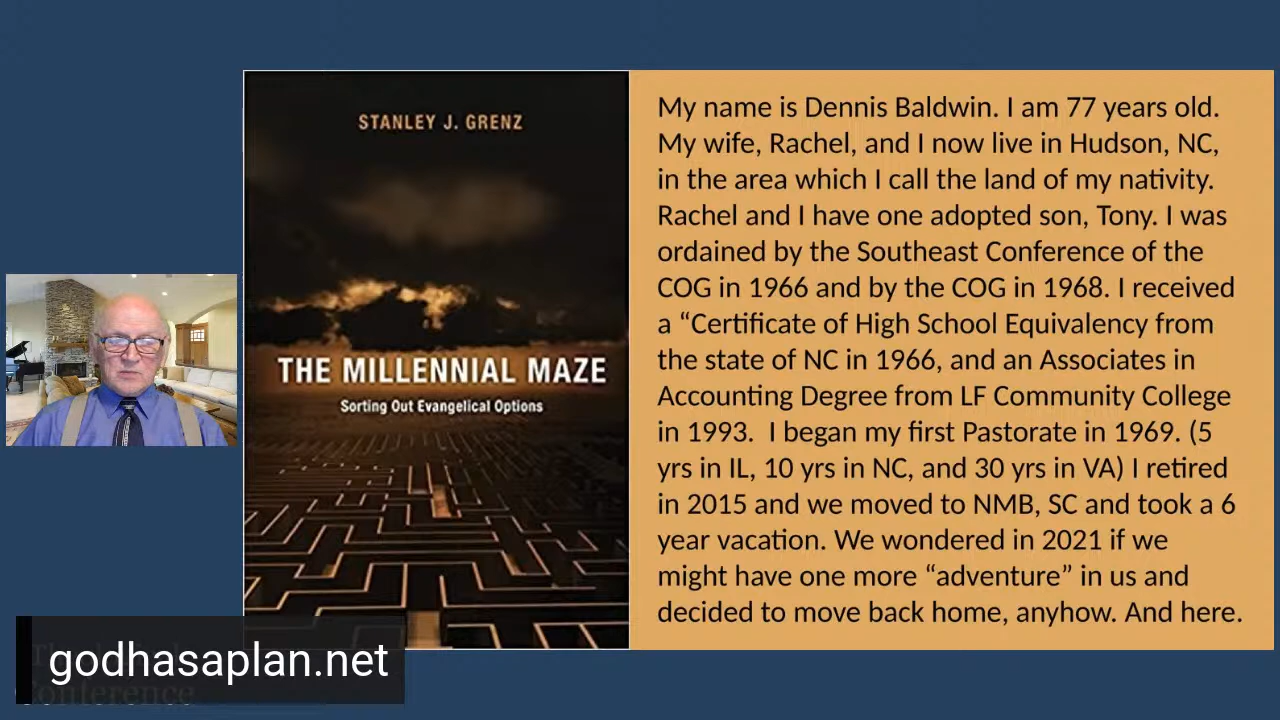 STANLEY J. GRENZ
THE MILLENNIAL MAZE
Sorting Out Evangelical Options
My name is Dennis Baldwin. I am 77 years old.
My wife, Rachel, and I now live in Hudson, NC,
in the area which I call the land of my nativity.
Rachel and I have one adopted son, Tony. I was
ordained by the Southeast Conference of the
COG in 1966 and by the COG in 1968. I received
a “Certificate of High School Equivalency from
the state of NC in 1966, and an Associates in
Accounting Degree from LF Community College
in 1993.  I began my first Pastorate in 1969. (5
yrs in IL, 10 yrs in NC, and 30 yrs in VA) I retired
in 2015 and we moved to NMB, SC and took a 6
year vacation. We wondered in 2021 if we
might have one more “adventure” in us and
decided to move back home, anyhow. And here.
godhasaplan.net
Conference